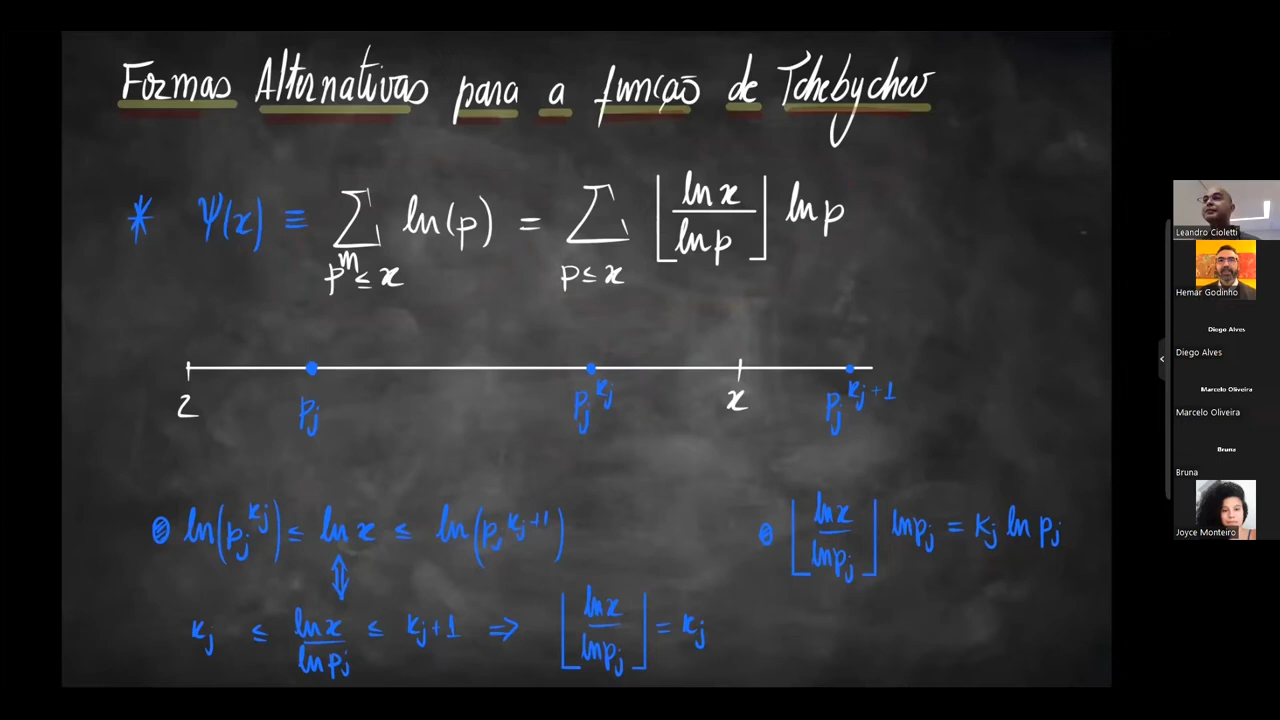 Formas Alternativas para a função de Tchebychev
* Ψ(x) ≡ ∑_{p^m ≤ x} ln(p) = ∑_{p ≤ x} ⌊ln x / ln p⌋ ln p
2 p_j p_j^{k_j} x p_j^{k_j+1}
ln(p_j^{k_j}) ≤ ln x ≤ ln(p_j^{k_j+1})
⇕
k_j ≤ ln x / ln p_j ≤ k_j+1 ⇒ ⌊ln x / ln p_j⌋ = k_j
⌊ln x / ln p_j⌋ ln p_j = k_j ln p_j
Leandro Cioletti
Hemar Godinho
Diego Alves
Diego Alves
Marcelo Oliveira
Marcelo Oliveira
Bruna
Bruna
Joyce Monteiro